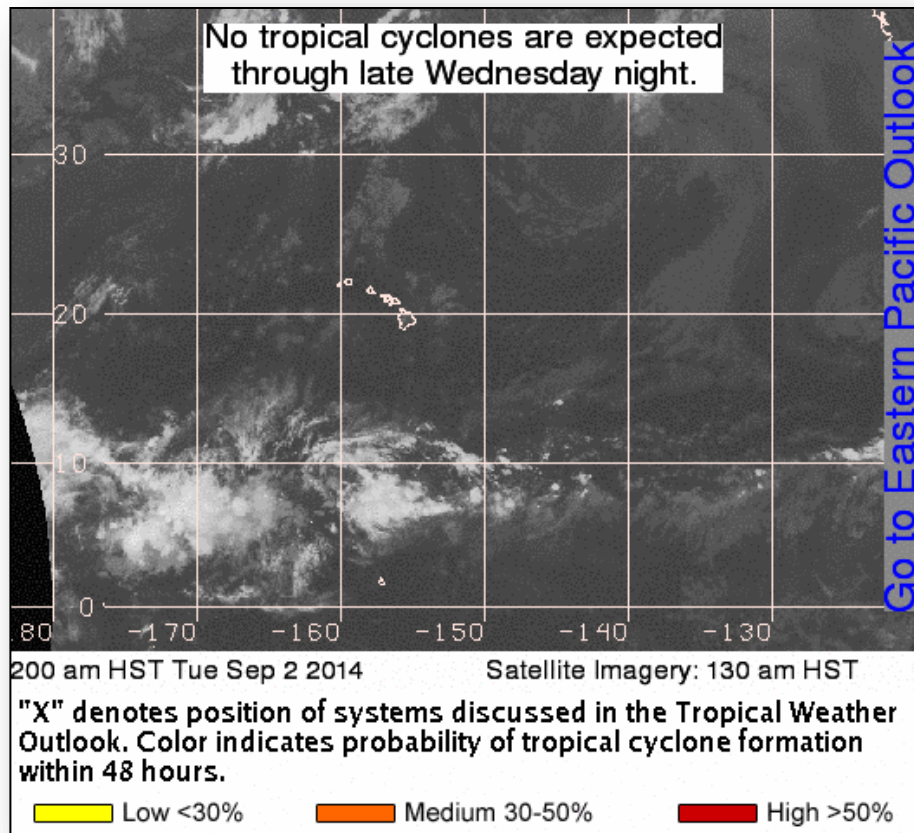 No tropical cyclones are expected
through late Wednesday night.
Go to Eastern Pacific Outlook
30
20
10
0
.80 -170 -160 -150 -140 -130
200 am HST Tue Sep 2 2014 Satellite Imagery: 130 am HST
"X" denotes position of systems discussed in the Tropical Weather
Outlook. Color indicates probability of tropical cyclone formation
within 48 hours.
Low <30% Medium 30-50% High >50%